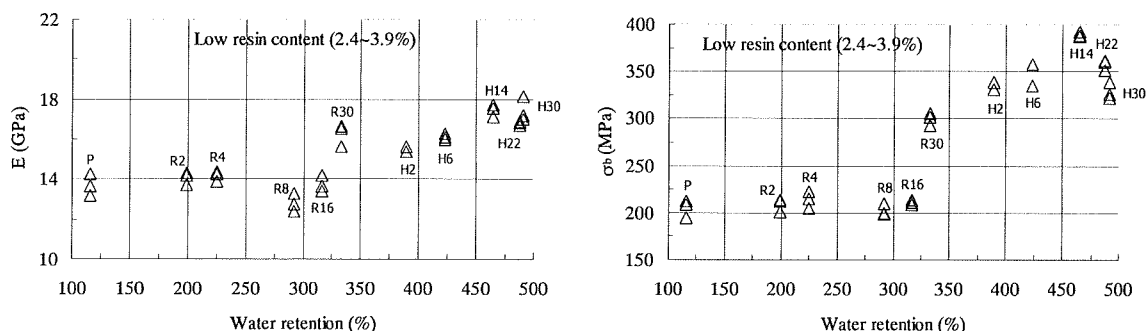 22
18
14
10
E (GPa)
Low resin content (2.4~3.9%)
P
R2
R4
R8
R16
R30
H2
H6
H14
H22
H30
100 150 200 250 300 350 400 450 500
Water retention (%)
400
350
300
250
200
150
σb (MPa)
Low resin content (2.4~3.9%)
P
R2
R4
R8
R16
R30
H2
H6
H14
H22
H30
100 150 200 250 300 350 400 450 500
Water retention (%)